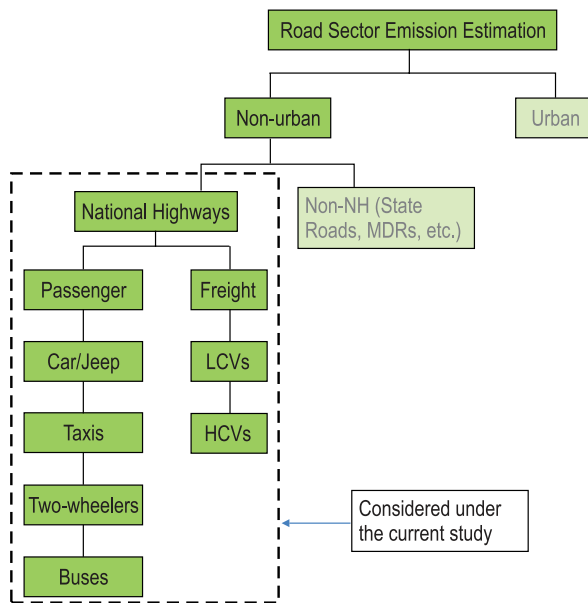 Road Sector Emission Estimation
Non-urban
Urban
National Highways
Non-NH (State
Roads, MDRs, etc.)
Passenger
Freight
Car/Jeep
LCVs
Taxis
HCVs
Two-wheelers
Considered under
the current study
Buses